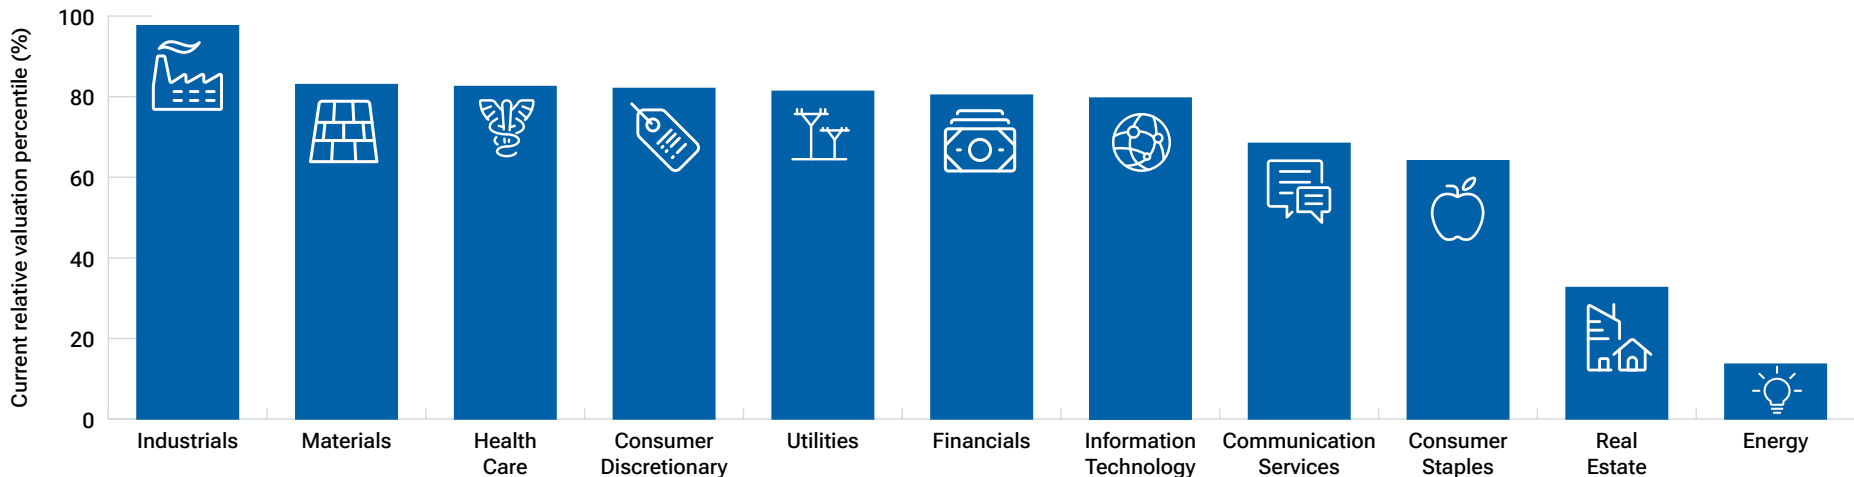 Current relative valuation percentile (%)
100
80
60
40
20
0
Industrials
Materials
Health
Care
Consumer
Discretionary
Utilities
Financials
Information
Technology
Communication
Services
Consumer
Staples
Real
Estate
Energy